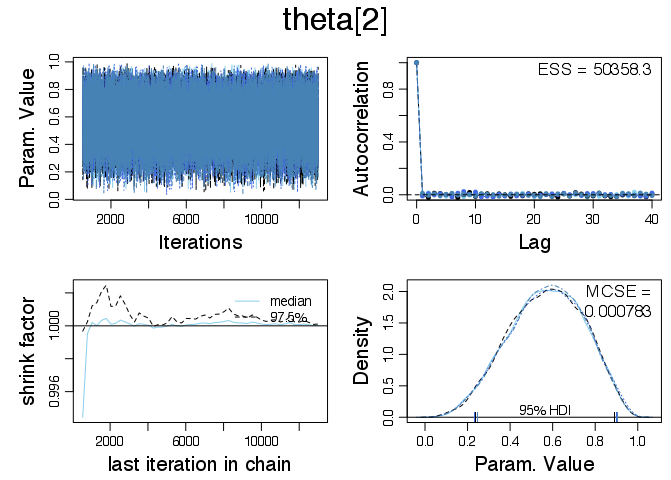 theta[2]
Param. Value
0.0 0.2 0.4 0.6 0.8 1.0
2000 6000 10000
Iterations
Autocorrelation
0.0 0.4 0.8
ESS = 50358.3
0 10 20 30 40
Lag
shrink factor
0.996 1.000
median
97.5%
2000 6000 10000
last iteration in chain
Density
0.0 0.5 1.0 1.5 2.0
MCSE =
0.000783
95% HDI
0.0 0.2 0.4 0.6 0.8 1.0
Param. Value